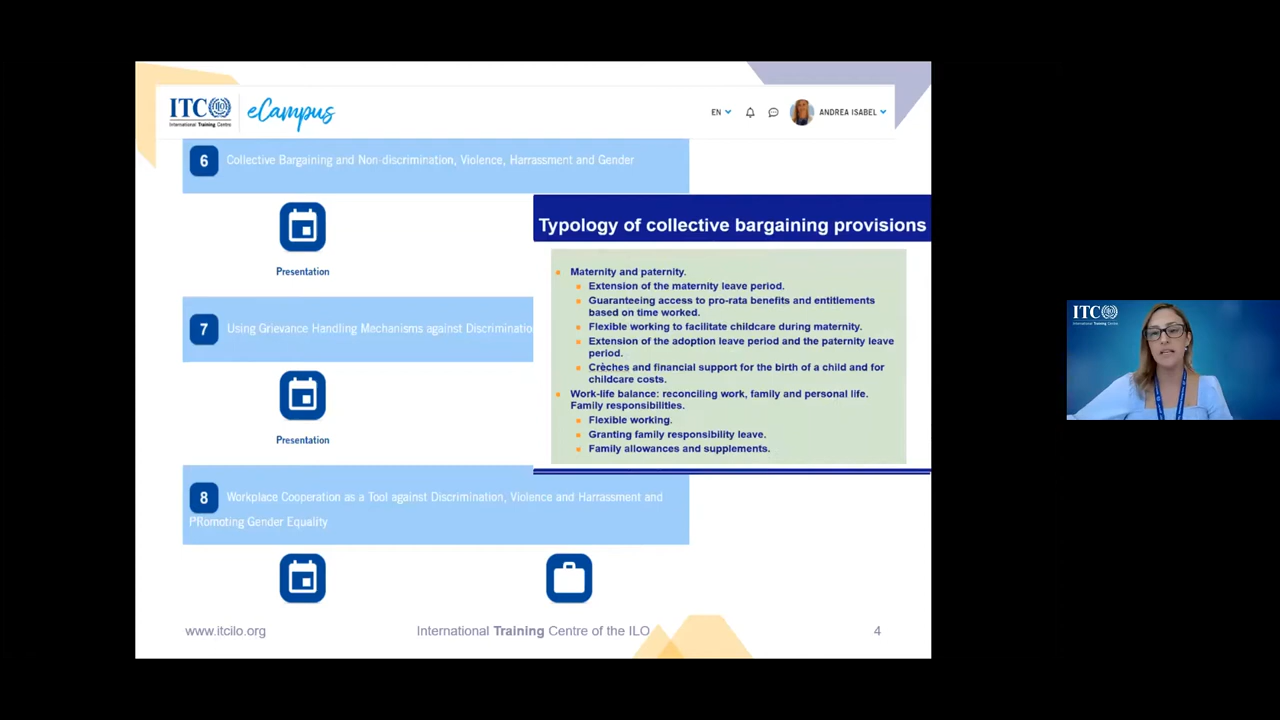 ITC
International Training Centre
eCampus
EN
ANDREA ISABEL
6
Collective Bargaining and Non-discrimination, Violence, Harrassment and Gender
Presentation
7
Using Grievance Handling Mechanisms against Discriminatio
Presentation
8
Workplace Cooperation as a Tool against Discrimination, Violence and Harrassment and
PRomoting Gender Equality
Typology of collective bargaining provisions
Maternity and paternity.
Extension of the maternity leave period.
Guaranteeing access to pro-rata benefits and entitlements
based on time worked.
Flexible working to facilitate childcare during maternity.
Extension of the adoption leave period and the paternity leave
period.
Crèches and financial support for the birth of a child and for
childcare costs.
Work-life balance: reconciling work, family and personal life.
Family responsibilities.
Flexible working.
Granting family responsibility leave.
Family allowances and supplements.
www.itcilo.org
International Training Centre of the ILO
4
ITC
International Training Centre